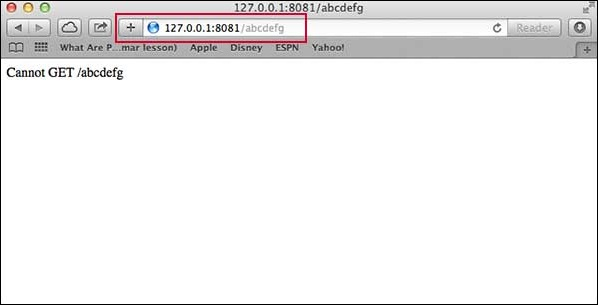 127.0.0.1:8081/abcdefg
127.0.0.1:8081/abcdefg Reader
What Are P...mar lesson) Apple Disney ESPN Yahoo!
Cannot GET /abcdefg